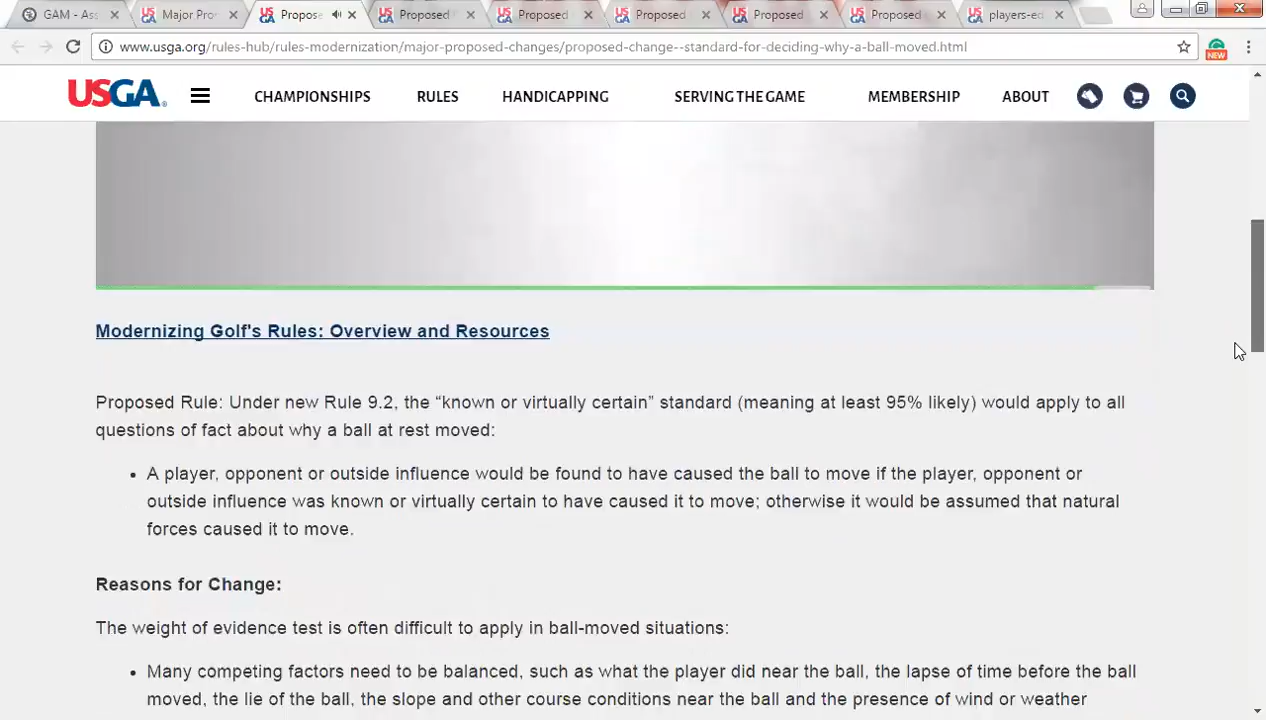 GAM - Ass
Major Pro
Propose
Proposed
Proposed
Proposed
Proposed
Proposed
players-ed
www.usga.org/rules-hub/rules-modernization/major-proposed-changes/proposed-change--standard-for-deciding-why-a-ball-moved.html
NEW
USGA
CHAMPIONSHIPS
RULES
HANDICAPPING
SERVING THE GAME
MEMBERSHIP
ABOUT
Modernizing Golf's Rules: Overview and Resources
Proposed Rule: Under new Rule 9.2, the “known or virtually certain” standard (meaning at least 95% likely) would apply to all
questions of fact about why a ball at rest moved:
• A player, opponent or outside influence would be found to have caused the ball to move if the player, opponent or
outside influence was known or virtually certain to have caused it to move; otherwise it would be assumed that natural
forces caused it to move.
Reasons for Change:
The weight of evidence test is often difficult to apply in ball-moved situations:
• Many competing factors need to be balanced, such as what the player did near the ball, the lapse of time before the ball
moved, the lie of the ball, the slope and other course conditions near the ball and the presence of wind or weather